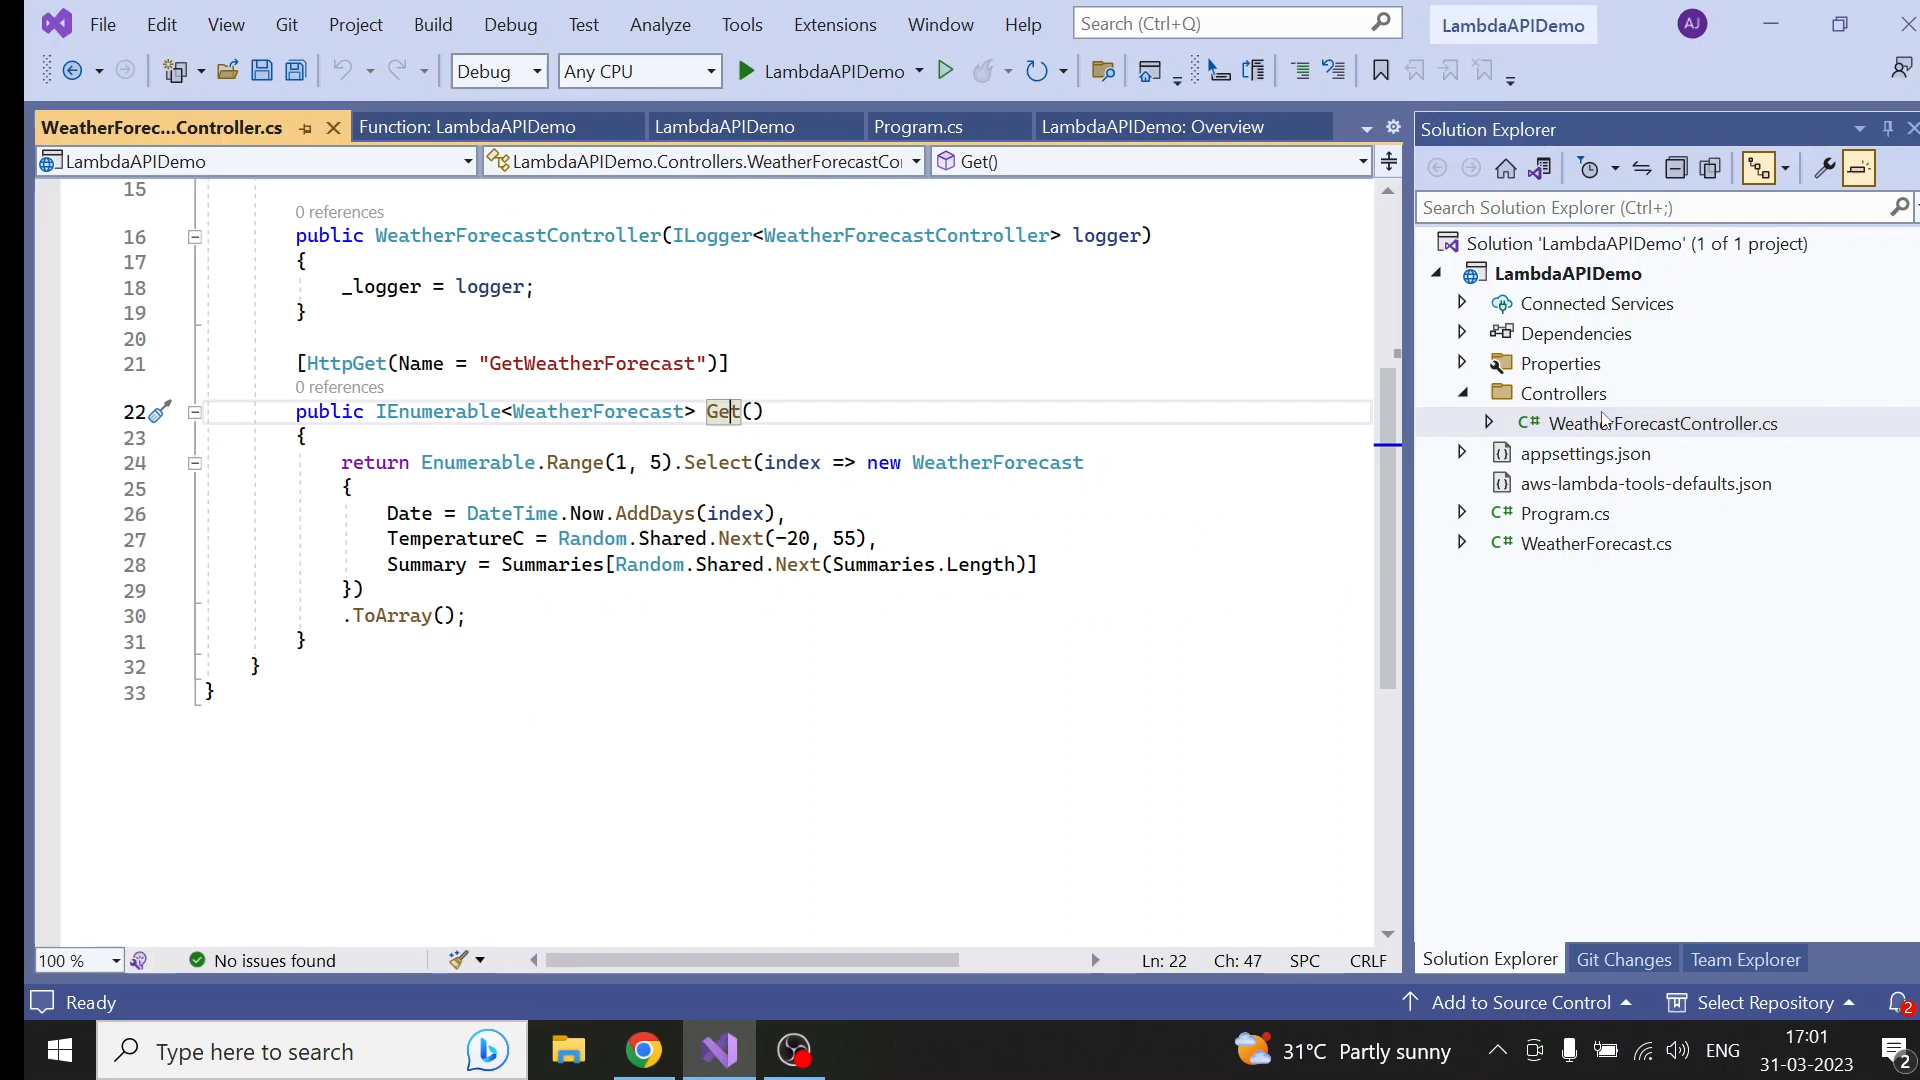 File Edit View Git Project Build Debug Test Analyze Tools Extensions Window Help Search (Ctrl+Q) LambdaAPIDemo AJ
Debug Any CPU LambdaAPIDemo
WeatherForec...Controller.cs Function: LambdaAPIDemo LambdaAPIDemo Program.cs LambdaAPIDemo: Overview
LambdaAPIDemo LambdaAPIDemo.Controllers.WeatherForecastCo Get()
15
0 references
16 public WeatherForecastController(ILogger<WeatherForecastController> logger)
17 {
18 _logger = logger;
19 }
20
21 [HttpGet(Name = "GetWeatherForecast")]
0 references
22 public IEnumerable<WeatherForecast> Get()
23 {
24 return Enumerable.Range(1, 5).Select(index => new WeatherForecast
25 {
26 Date = DateTime.Now.AddDays(index),
27 TemperatureC = Random.Shared.Next(-20, 55),
28 Summary = Summaries[Random.Shared.Next(Summaries.Length)]
29 })
30 .ToArray();
31 }
32 }
33 }
100 % No issues found Ln: 22 Ch: 47 SPC CRLF
Solution Explorer
Search Solution Explorer (Ctrl+;)
Solution 'LambdaAPIDemo' (1 of 1 project)
LambdaAPIDemo
Connected Services
Dependencies
Properties
Controllers
C# WeatherForecastController.cs
appsettings.json
aws-lambda-tools-defaults.json
C# Program.cs
C# WeatherForecast.cs
Solution Explorer Git Changes Team Explorer
Ready Add to Source Control Select Repository 2
Type here to search 31°C Partly sunny ENG 17:01
31-03-2023 2